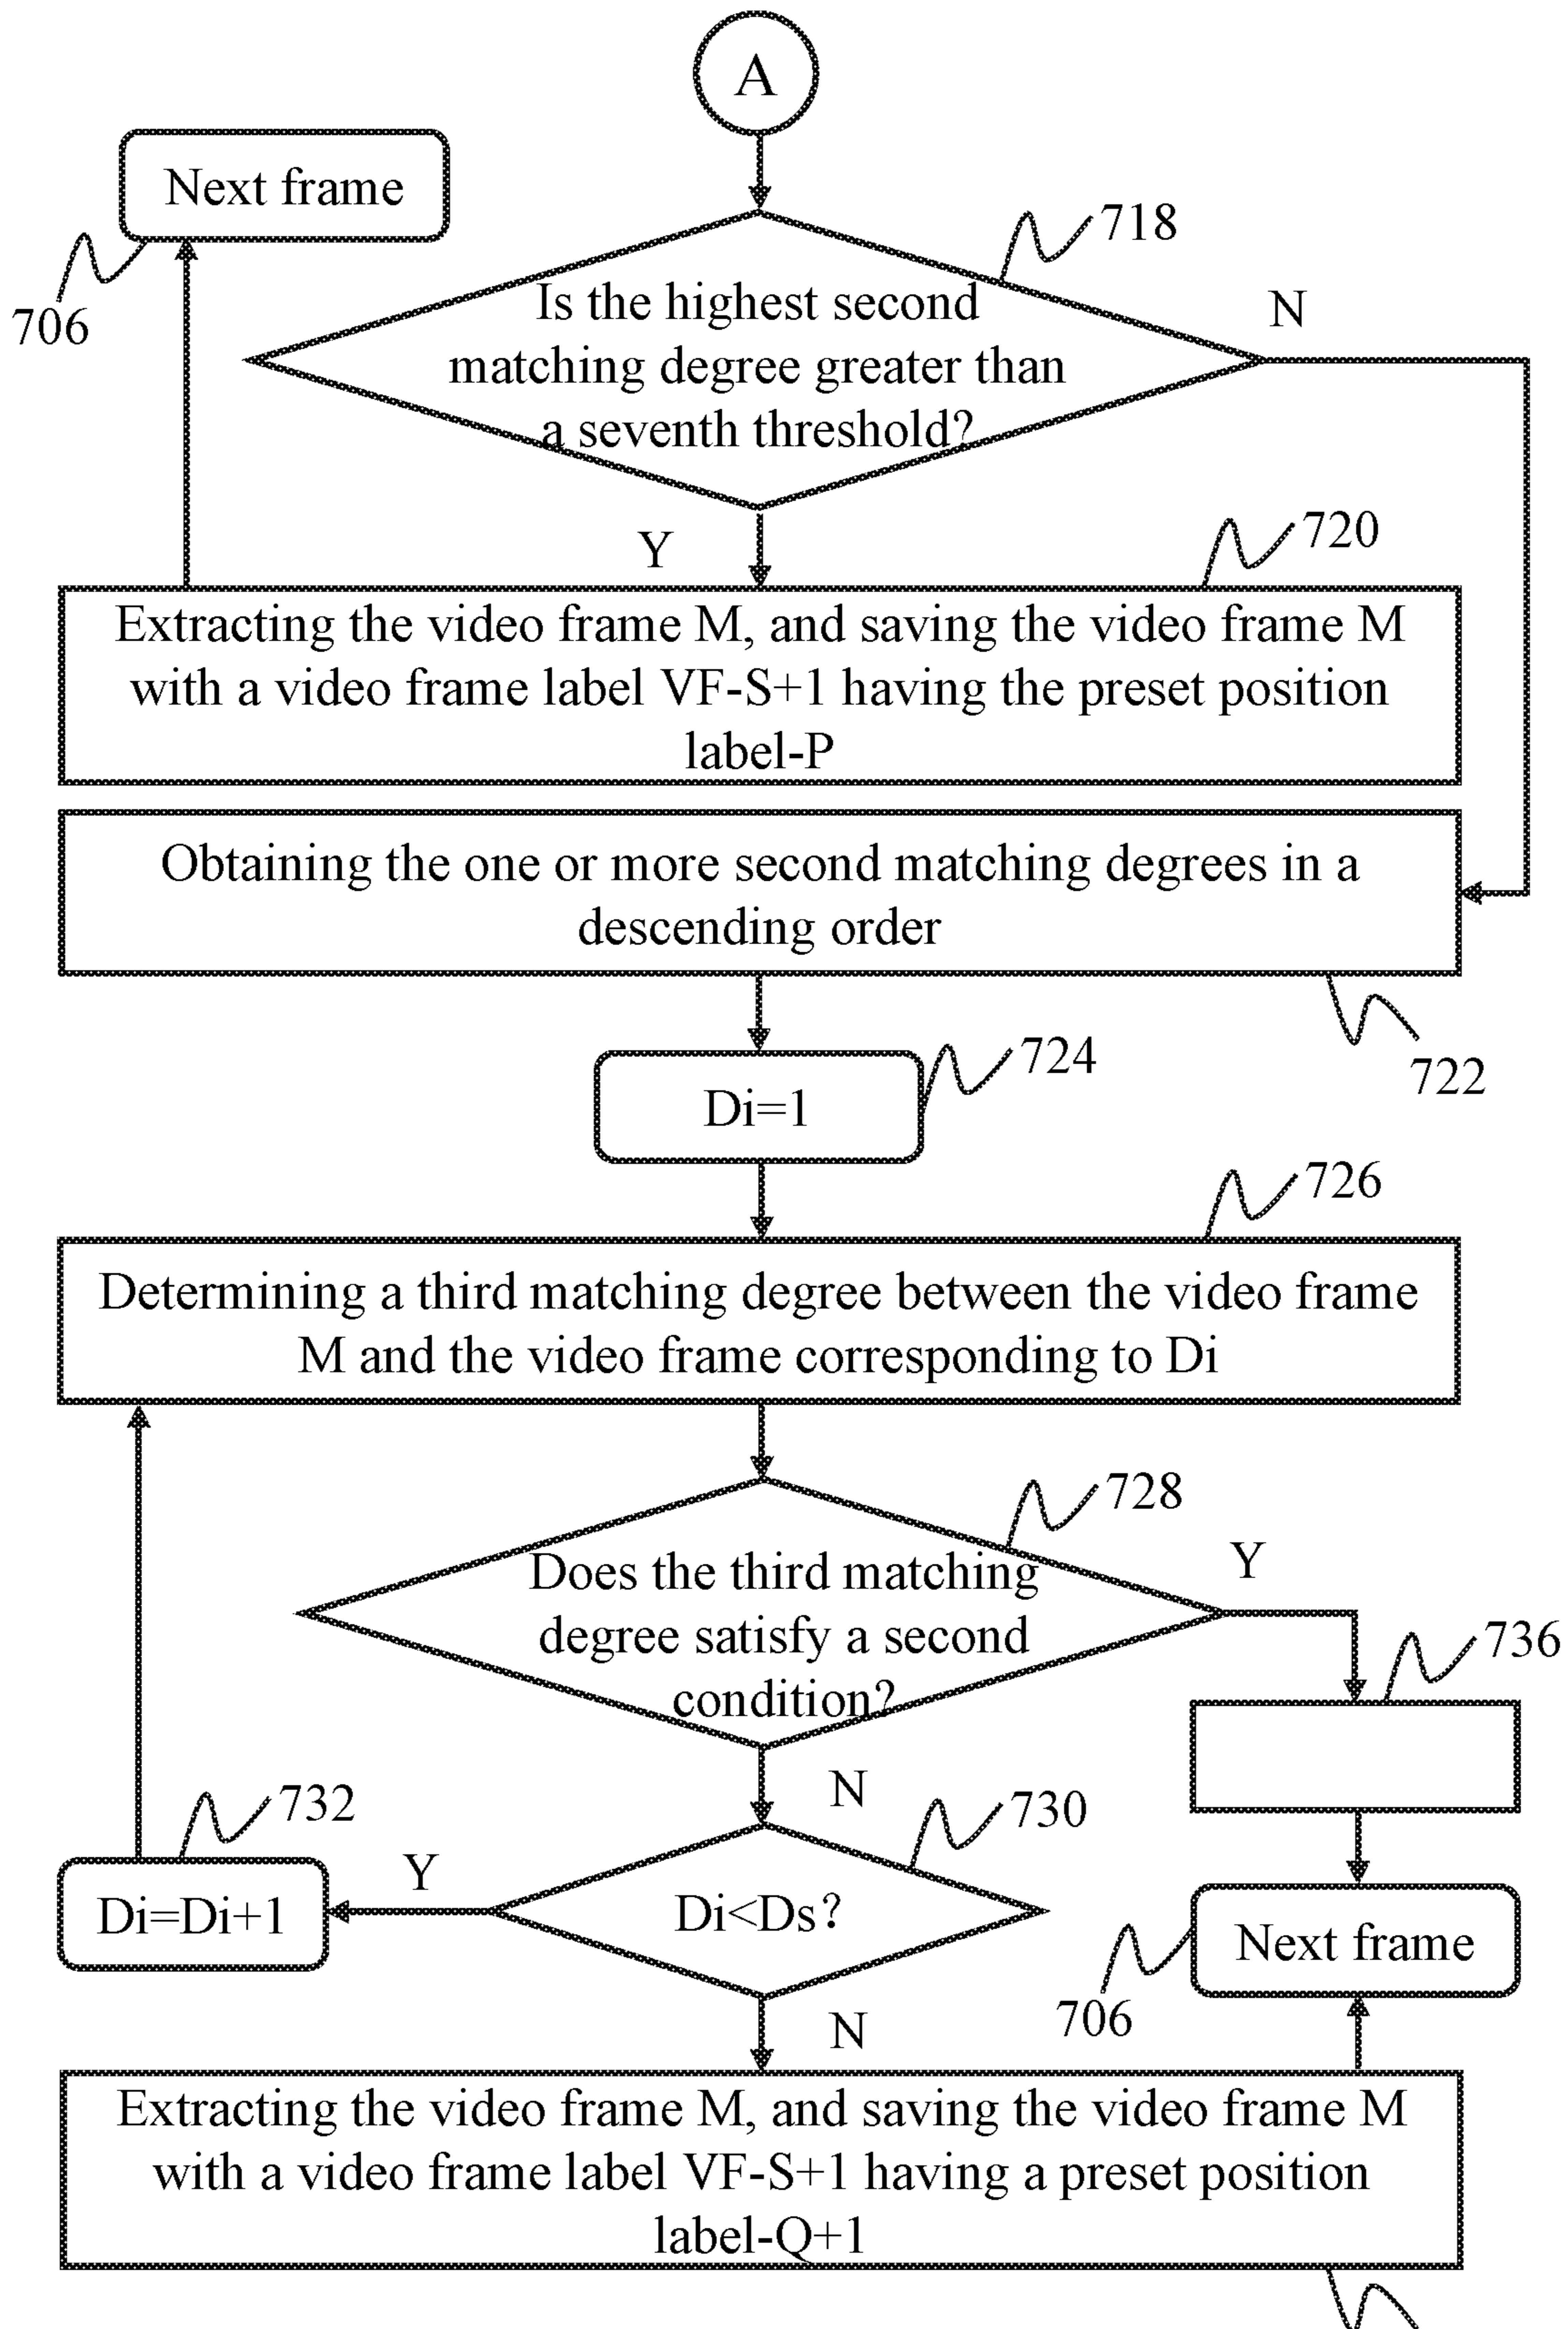 A
Next frame
706
718
Is the highest second
matching degree greater than
a seventh threshold?
N
Y
720
Extracting the video frame M, and saving the video frame M
with a video frame label VF-S+1 having the preset position
label-P
Obtaining the one or more second matching degrees in a
descending order
722
Di=1
724
726
Determining a third matching degree between the video frame
M and the video frame corresponding to Di
728
Does the third matching
degree satisfy a second
condition?
Y
736
N
730
732
Di=Di+1
Y
Di<Ds?
Next frame
706
N
Extracting the video frame M, and saving the video frame M
with a video frame label VF-S+1 having a preset position
label-Q+1